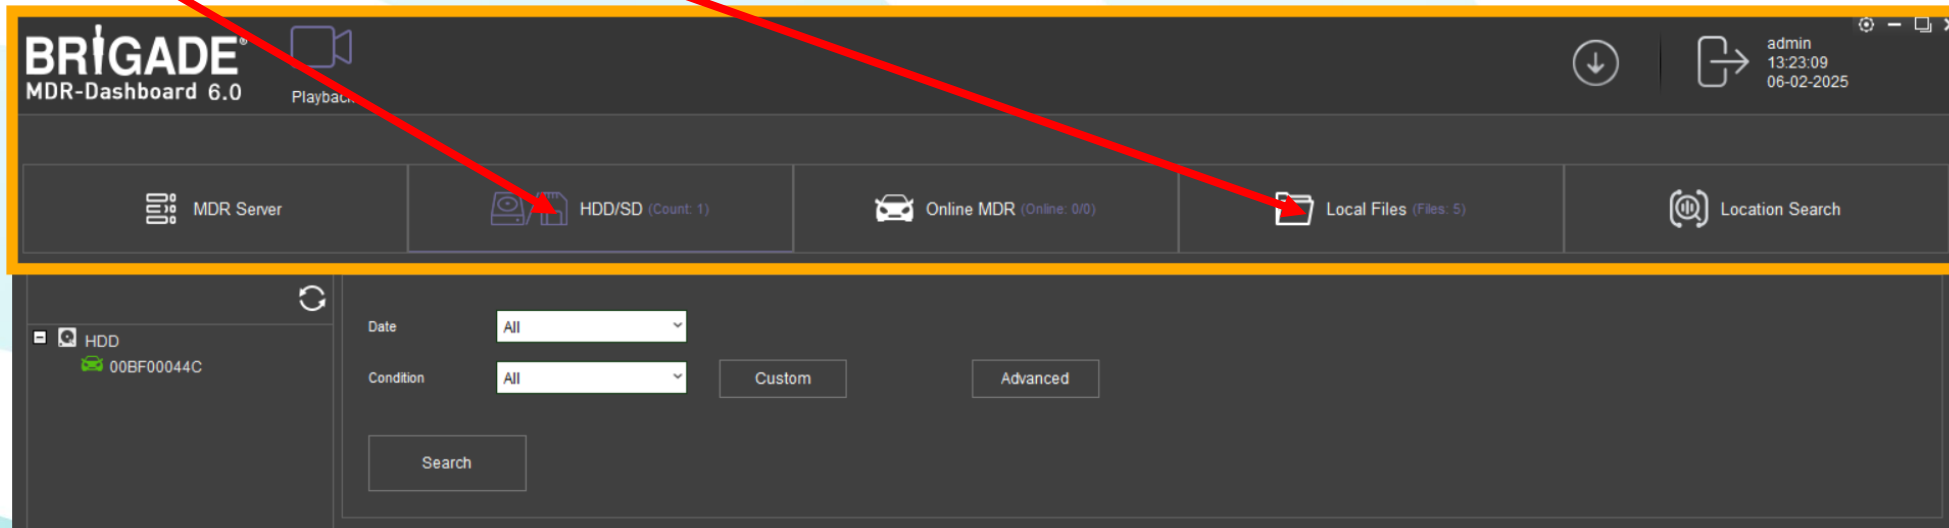 BRIGADE®
MDR-Dashboard 6.0
Playback
admin
13:23:09
06-02-2025
MDR Server
HDD/SD (Count: 1)
Online MDR (Online: 0/0)
Local Files (Files: 5)
Location Search
HDD
00BF00044C
Date
All
Condition
All
Custom
Advanced
Search